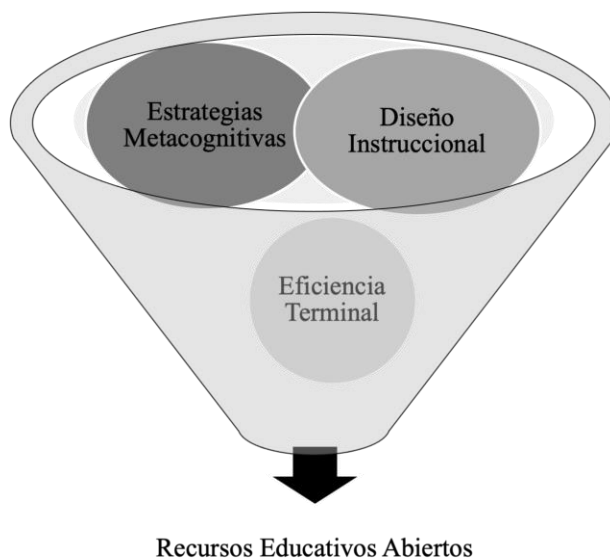 Estrategias
Metacognitivas
Diseño
Instruccional
Eficiencia
Terminal
Recursos Educativos Abiertos